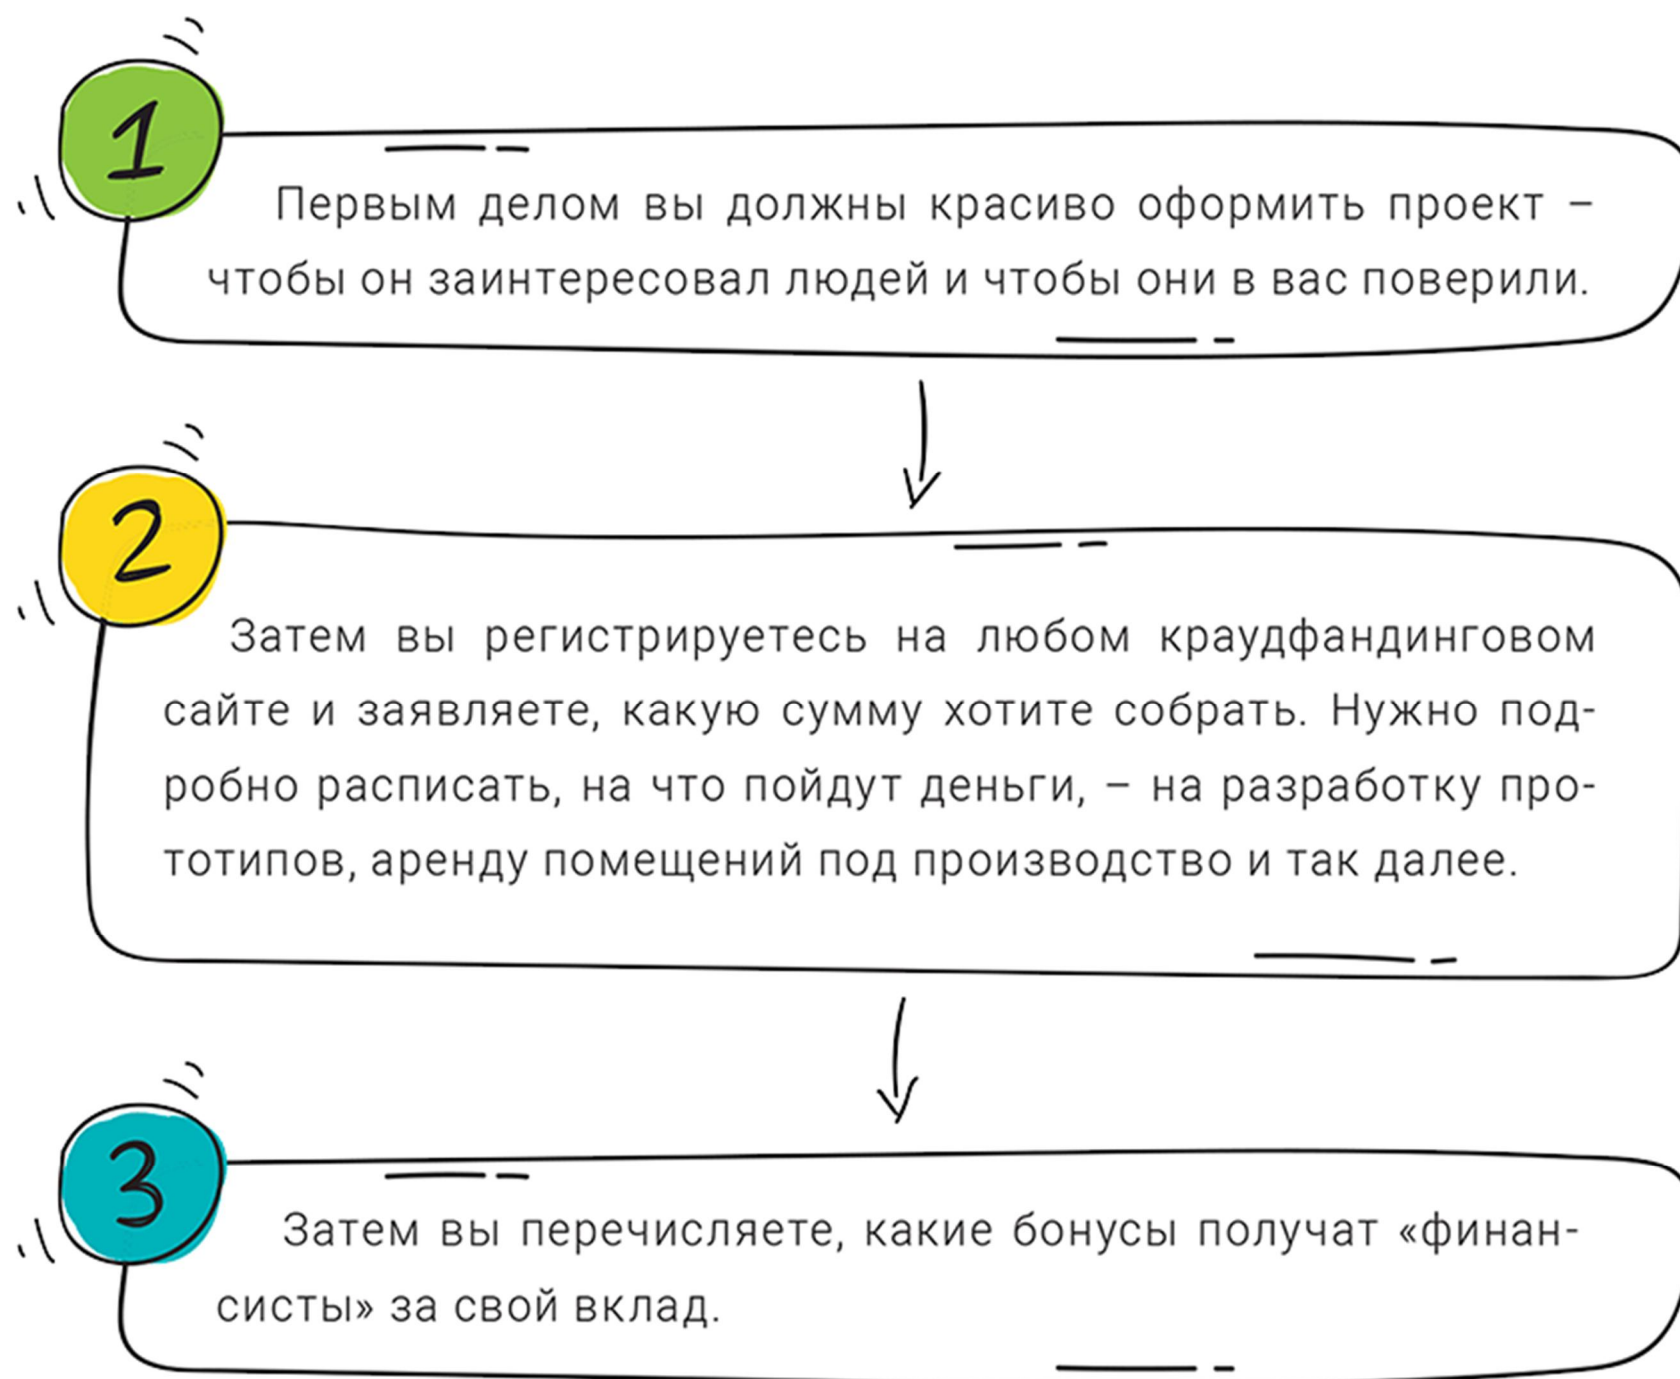 1
Первым делом вы должны красиво оформить проект –
чтобы он заинтересовал людей и чтобы они в вас поверили.
2
Затем вы регистрируетесь на любом краудфандинговом
сайте и заявляете, какую сумму хотите собрать. Нужно под-
робно расписать, на что пойдут деньги, – на разработку про-
тотипов, аренду помещений под производство и так далее.
3
Затем вы перечисляете, какие бонусы получат «финан-
систы» за свой вклад.